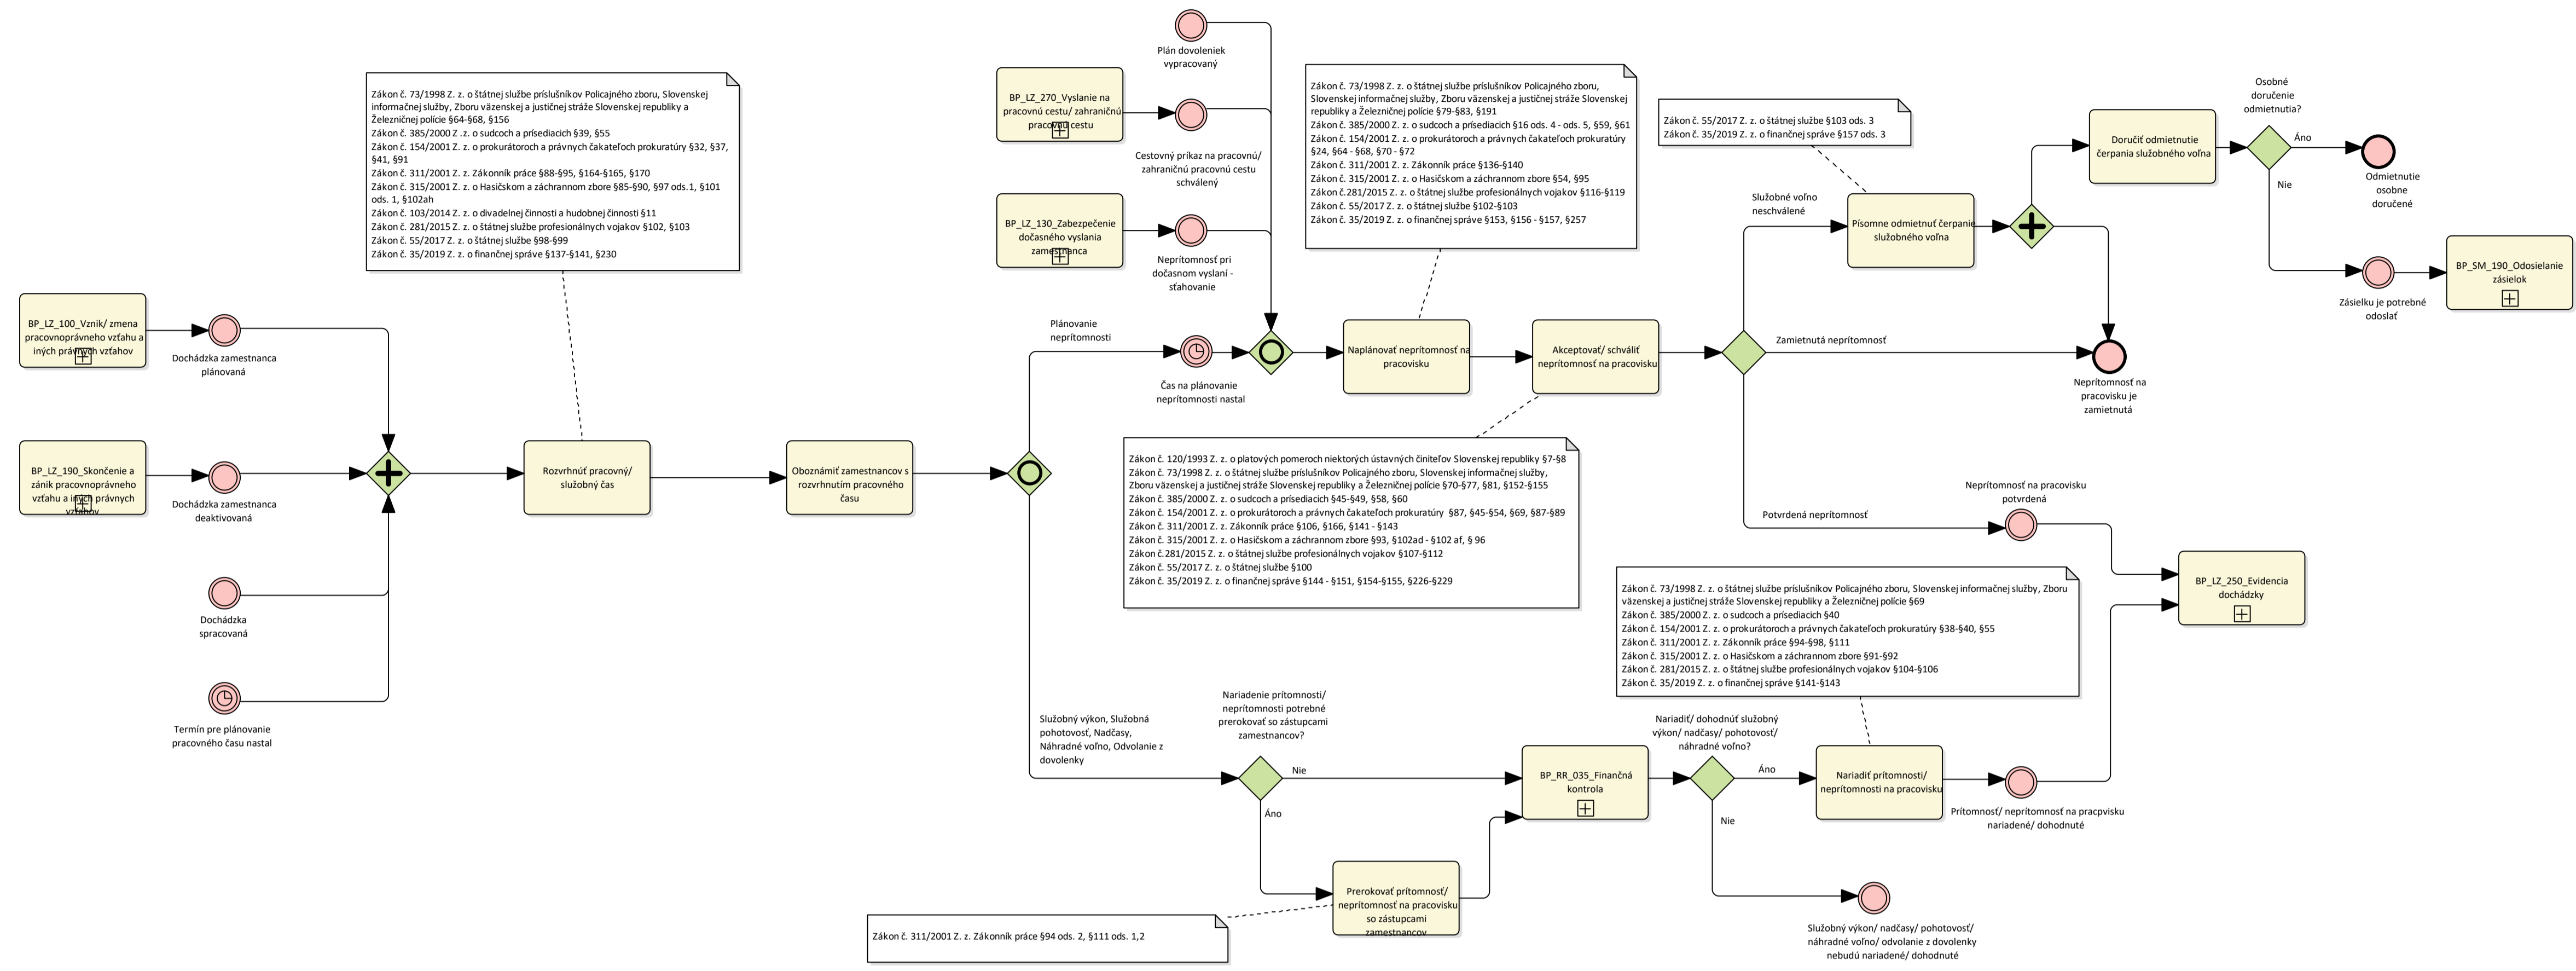 Zákon č. 73/1998 Z. z. o štátnej službe príslušníkov Policajného zboru, Slovenskej
informačnej služby, Zboru väzenskej a justičnej stráže Slovenskej republiky a
Železničnej polície §64-§68, §156
Zákon č. 385/2000 Z .z. o sudcoch a prísediacich §39, §55
Zákon č. 154/2001 Z. z. o prokurátoroch a právnych čakateľoch prokuratúry §32, §37,
§41, §91
Zákon č. 311/2001 Z. z. Zákonník práce §88-§95, §164-§165, §170
Zákon č. 315/2001 Z. z. o Hasičskom a záchrannom zbore §85-§90, §97 ods.1, §101
ods. 1, §102ah
Zákon č. 103/2014 Z. z. o divadelnej činnosti a hudobnej činnosti §11
Zákon č. 281/2015 Z. z. o štátnej službe profesionálnych vojakov §102, §103
Zákon č. 55/2017 Z. z. o štátnej službe §98-§99
Zákon č. 35/2019 Z. z. o finančnej správe §137-§141, §230
BP_LZ_100_Vznik/ zmena
pracovnoprávneho vzťahu a
iných právnych vzťahov
Dochádzka zamestnanca
plánovaná
BP_LZ_190_Skončenie a
zánik pracovnoprávneho
vzťahu a iných právnych
vzťahov
Dochádzka zamestnanca
deaktivovaná
Dochádzka
spracovaná
Termín pre plánovanie
pracovného času nastal
Rozvrhnúť pracovný/
služobný čas
Oboznámiť zamestnancov s
rozvrhnutím pracovného
času
Plán dovoleniek
vypracovaný
BP_LZ_270_Vyslanie na
pracovnú cestu/ zahraničnú
pracovnú cestu
Cestovný príkaz na pracovnú/
zahraničnú pracovnú cestu
schválený
BP_LZ_130_Zabezpečenie
dočasného vyslania
zamestnanca
Neprítomnosť pri
dočasnom vyslaní -
sťahovanie
Plánovanie
neprítomnosti
Čas na plánovanie
neprítomnosti nastal
Zákon č. 73/1998 Z. z. o štátnej službe príslušníkov Policajného zboru,
Slovenskej informačnej služby, Zboru väzenskej a justičnej stráže Slovenskej
republiky a Železničnej polície §79-§83, §191
Zákon č. 385/2000 Z. z. o sudcoch a prísediacich §16 ods. 4 - ods. 5, §59, §61
Zákon č. 154/2001 Z. z. o prokurátoroch a právnych čakateľoch prokuratúry
§24, §64 - §68, §70 - §72
Zákon č. 311/2001 Z. z. Zákonník práce §136-§140
Zákon č. 315/2001 Z. z. o Hasičskom a záchrannom zbore §54, §95
Zákon č.281/2015 Z. z. o štátnej službe profesionálnych vojakov §116-§119
Zákon č. 55/2017 Z. z. o štátnej službe §102-§103
Zákon č. 35/2019 Z. z. o finančnej správe §153, §156 - §157, §257
Naplánovať neprítomnosť na
pracovisku
Akceptovať/ schváliť
neprítomnosť na pracovisku
Zákon č. 120/1993 Z. z. o platových pomeroch niektorých ústavných činiteľov Slovenskej republiky §7-§8
Zákon č. 73/1998 Z. z. o štátnej službe príslušníkov Policajného zboru, Slovenskej informačnej služby,
Zboru väzenskej a justičnej stráže Slovenskej republiky a Železničnej polície §70-§77, §81, §152-§155
Zákon č. 385/2000 Z. z. o sudcoch a prísediacich §45-§49, §58, §60
Zákon č. 154/2001 Z. z. o prokurátoroch a právnych čakateľoch prokuratúry §87, §45-§54, §69, §87-§89
Zákon č. 311/2001 Z. z. Zákonník práce §106, §166, §141 - §143
Zákon č. 315/2001 Z. z. o Hasičskom a záchrannom zbore §93, §102ad - §102 af, § 96
Zákon č.281/2015 Z. z. o štátnej službe profesionálnych vojakov §107-§112
Zákon č. 55/2017 Z. z. o štátnej službe §100
Zákon č. 35/2019 Z. z. o finančnej správe §144 - §151, §154-§155, §226-§229
Zákon č. 55/2017 Z. z. o štátnej službe §103 ods. 3
Zákon č. 35/2019 Z. z. o finančnej správe §157 ods. 3
Služobné voľno
neschválené
Písomne odmietnuť čerpanie
služobného voľna
Doručiť odmietnutie
čerpania služobného voľna
Osobné
doručenie
odmietnutia?
Áno
Odmietnutie
osobne
doručené
Nie
Zásielku je potrebné
odoslať
BP_SM_190_Odosielanie
zásielok
Zamietnutá neprítomnosť
Neprítomnosť na
pracovisku je
zamietnutá
Potvrdená neprítomnosť
Neprítomnosť na pracovisku
potvrdená
BP_LZ_250_Evidencia
dochádzky
Zákon č. 73/1998 Z. z. o štátnej službe príslušníkov Policajného zboru, Slovenskej informačnej služby, Zboru
väzenskej a justičnej stráže Slovenskej republiky a Železničnej polície §69
Zákon č. 385/2000 Z. z. o sudcoch a prísediacich §40
Zákon č. 154/2001 Z. z. o prokurátoroch a právnych čakateľoch prokuratúry §38-§40, §55
Zákon č. 311/2001 Z. z. Zákonník práce §94-§98, §111
Zákon č. 315/2001 Z. z. o Hasičskom a záchrannom zbore §91-§92
Zákon č. 281/2015 Z. z. o štátnej službe profesionálnych vojakov §104-§106
Zákon č. 35/2019 Z. z. o finančnej správe §141-§143
Služobný výkon, Služobná
pohotovosť, Nadčasy,
Náhradné voľno, Odvolanie z
dovolenky
Nariadenie prítomnosti/
neprítomnosti potrebné
prerokovať so zástupcami
zamestnancov?
Nie
Áno
BP_RR_035_Finančná
kontrola
Nariadiť/ dohodnúť služobný
výkon/ nadčasy/ pohotovosť/
náhradné voľno?
Áno
Nie
Nariadiť prítomnosti/
neprítomnosti na pracovisku
Prítomnosť/ neprítomnosť na pracpvisku
nariadené/ dohodnuté
Prerokovať prítomnosť/
neprítomnosť na pracovisku
so zástupcami
zamestnancov
Zákon č. 311/2001 Z. z. Zákonník práce §94 ods. 2, §111 ods. 1,2
Služobný výkon/ nadčasy/ pohotovosť/
náhradné voľno/ odvolanie z dovolenky
nebudú nariadené/ dohodnuté